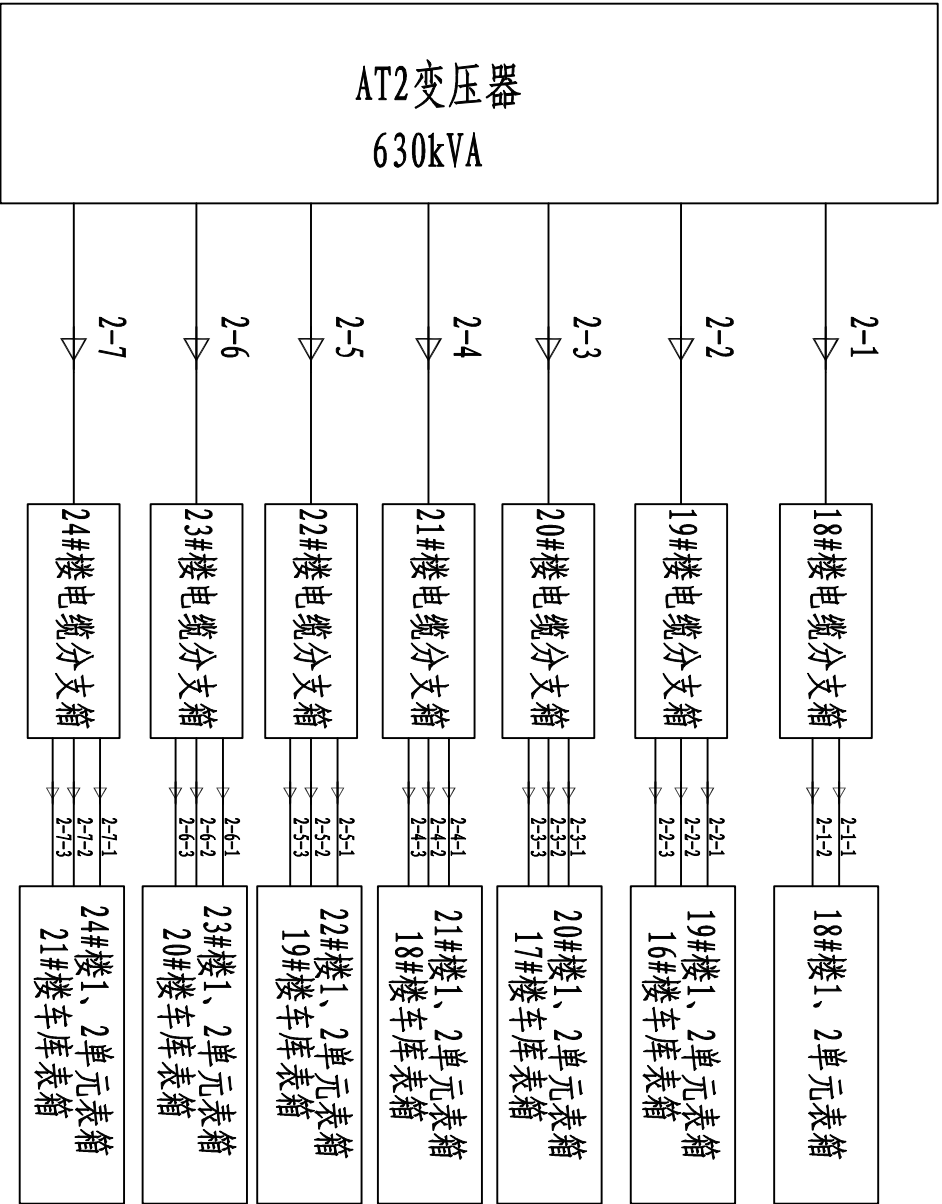 AT2变压器
630kVA
2-1
2-2
2-3
2-4
2-5
2-6
2-7
18#楼电缆分支箱
19#楼电缆分支箱
20#楼电缆分支箱
21#楼电缆分支箱
22#楼电缆分支箱
23#楼电缆分支箱
24#楼电缆分支箱
2-1-1
2-1-2
2-2-1
2-2-2
2-2-3
2-3-1
2-3-2
2-3-3
2-4-1
2-4-2
2-4-3
2-5-1
2-5-2
2-5-3
2-6-1
2-6-2
2-6-3
2-7-1
2-7-2
2-7-3
18#楼1、2单元表箱
19#楼1、2单元表箱
16#楼车库表箱
20#楼1、2单元表箱
17#楼车库表箱
21#楼1、2单元表箱
18#楼车库表箱
22#楼1、2单元表箱
19#楼车库表箱
23#楼1、2单元表箱
20#楼车库表箱
24#楼1、2单元表箱
21#楼车库表箱